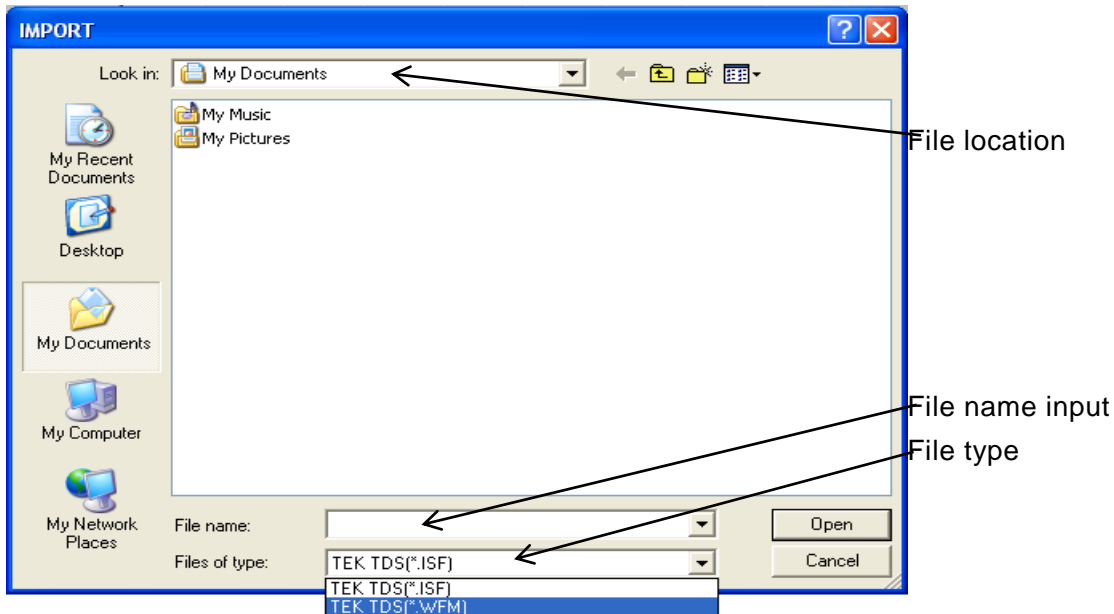 IMPORT
Look in:
My Documents
My Music
My Pictures
File location
My Recent
Documents
Desktop
My Documents
My Computer
My Network
Places
File name input
File type
File name:
Open
Files of type:
TEK TDS(*.ISF)
Cancel
TEK TDS(*.ISF)
TEK TDS(*.WFM)